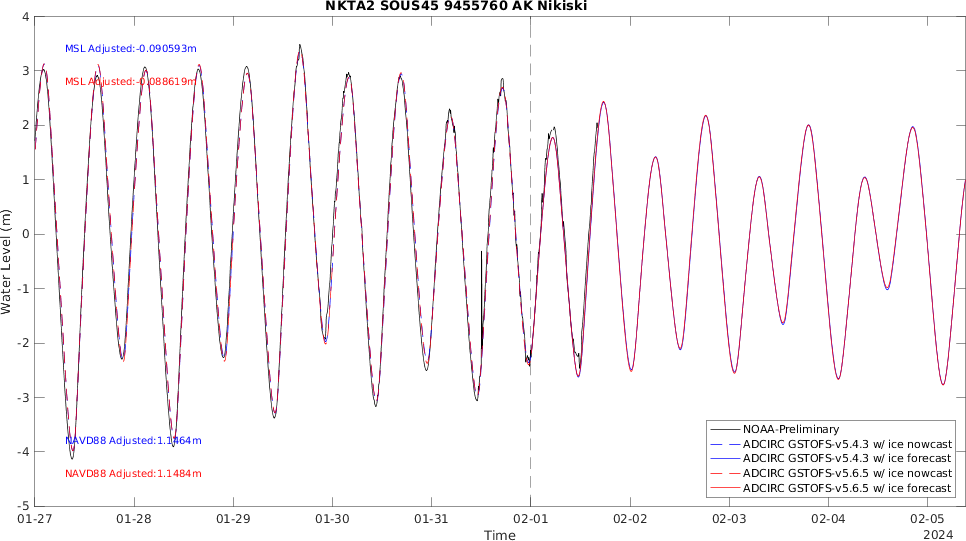 NKTA2 SOUS45 9455760 AK Nikiski
4
3
2
1
0
-1
-2
-3
-4
-5
Water Level (m)
MSL Adjusted:-0.090593m
MSL Adjusted:-0.088619m
NAVD88 Adjusted:1.1464m
NAVD88 Adjusted:1.1484m
NOAA-Preliminary
ADCIRC GSTOFS-v5.4.3 w/ ice nowcast
ADCIRC GSTOFS-v5.4.3 w/ ice forecast
ADCIRC GSTOFS-v5.6.5 w/ ice nowcast
ADCIRC GSTOFS-v5.6.5 w/ ice forecast
01-27 01-28 01-29 01-30 01-31 02-01 02-02 02-03 02-04 02-05
Time 2024